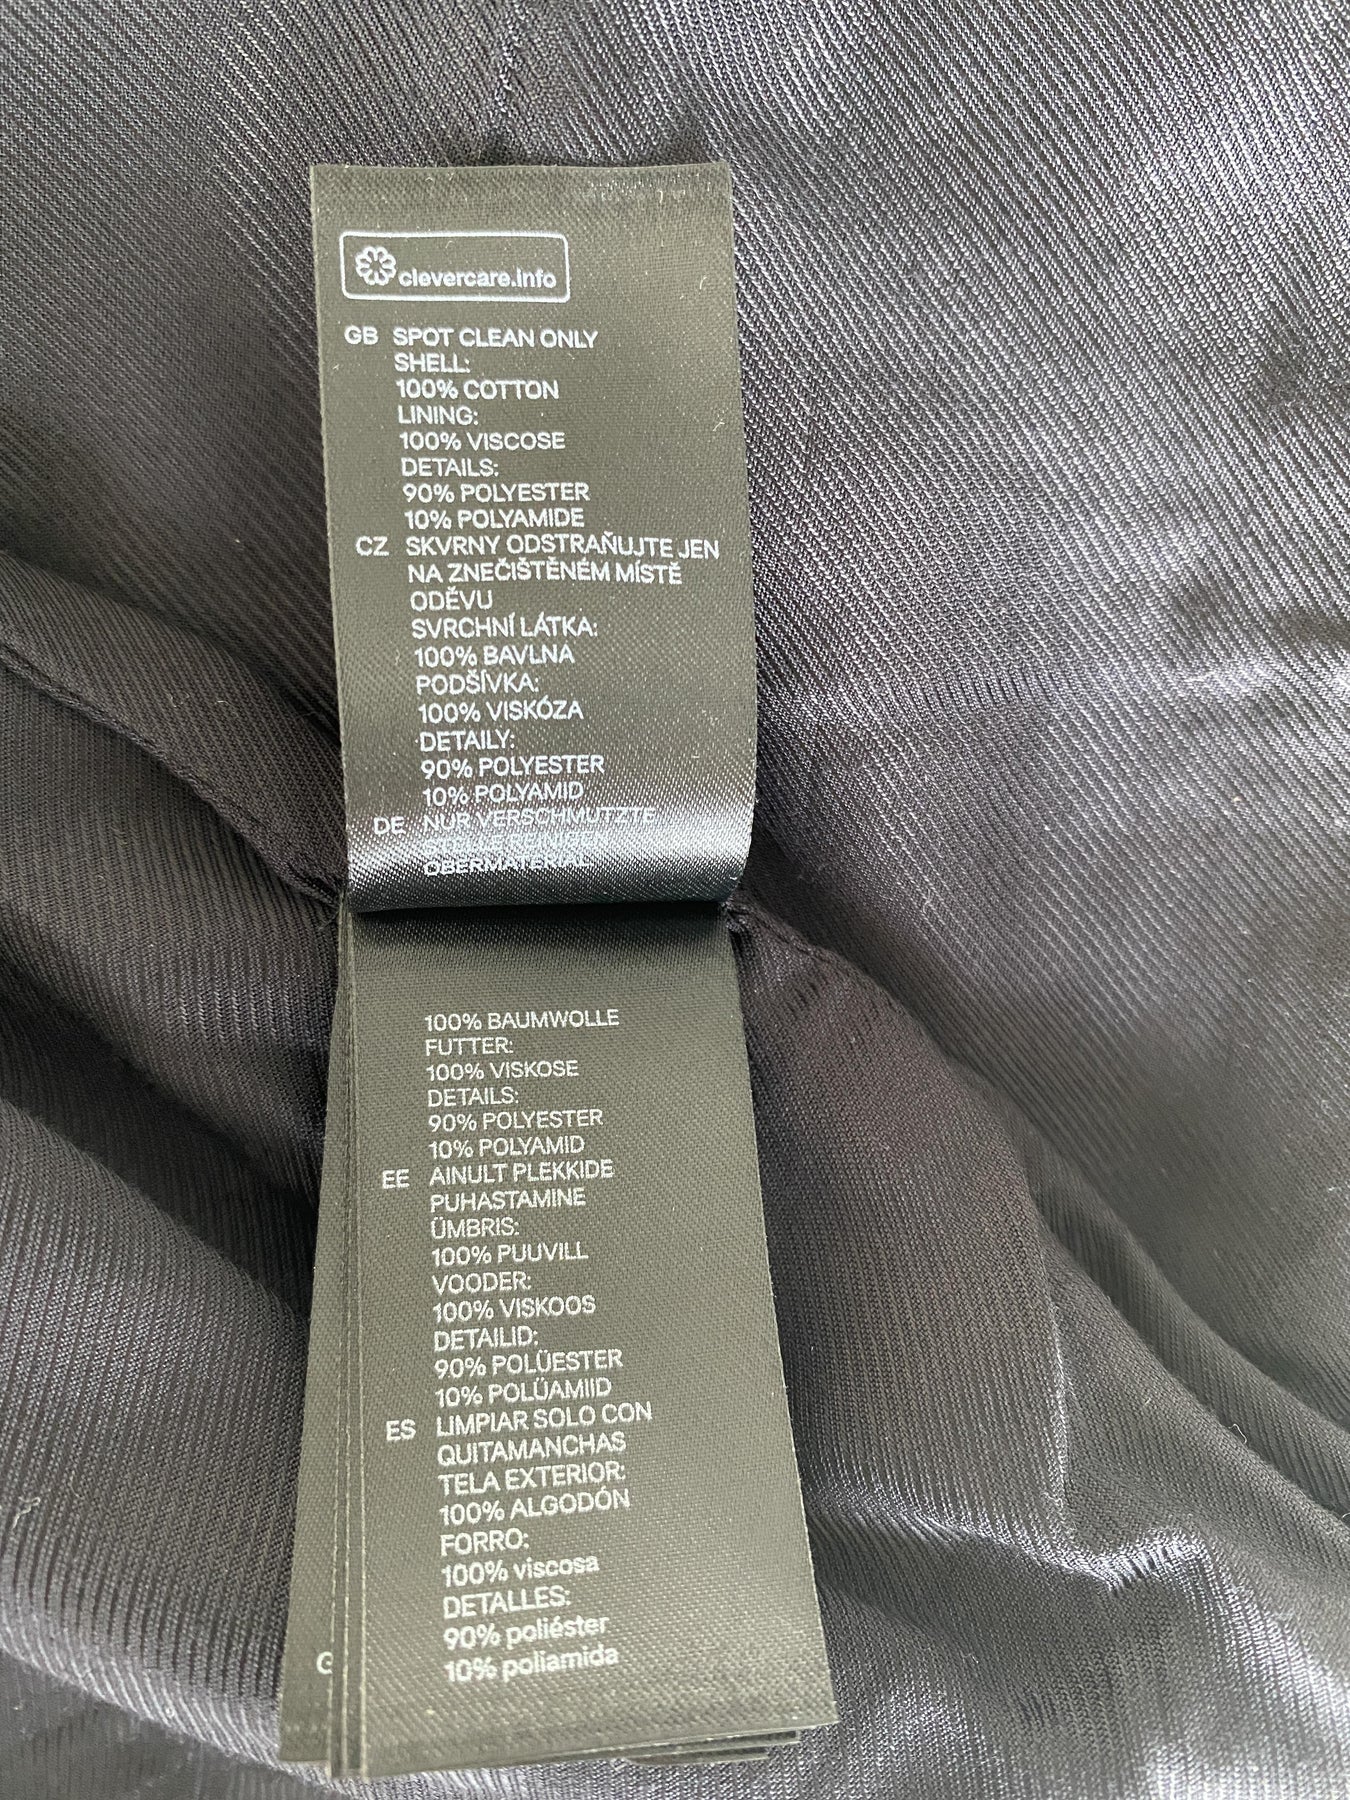 clevercare.info
GB SPOT CLEAN ONLY
SHELL:
100% COTTON
LINING:
100% VISCOSE
DETAILS:
90% POLYESTER
10% POLYAMIDE
CZ SKVRNY ODSTRAŇUJTE JEN
NA ZNEČIŠTĚNÉM MÍSTĚ
ODĚVU
SVRCHNÍ LÁTKA:
100% BAVLNA
PODŠÍVKA:
100% VISKÓZA
DETAILY:
90% POLYESTER
10% POLYAMID
DE NUR VERSCHMUTZTE
OBERMATERIAL
100% BAUMWOLLE
FUTTER:
100% VISKOSE
DETAILS:
90% POLYESTER
10% POLYAMID
EE AINULT PLEKKIDE
PUHASTAMINE
ÜMBRIS:
100% PUUVILL
VOODER:
100% VISKOOS
DETAILID:
90% POLÜESTER
10% POLÜAMIID
ES LIMPIAR SOLO CON
QUITAMANCHAS
TELA EXTERIOR:
100% ALGODÓN
FORRO:
100% viscosa
DETALLES:
90% poliéster
10% poliamida